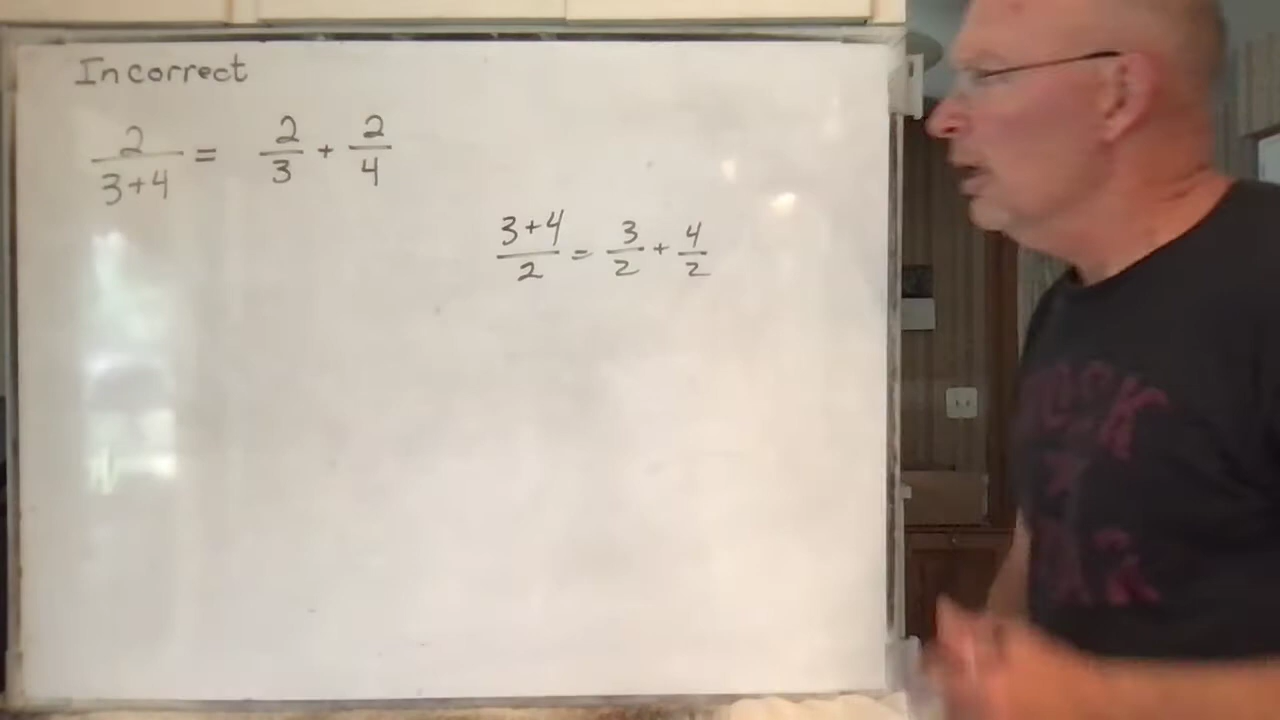 Incorrect
2/(3+4) = 2/3 + 2/4
(3+4)/2 = 3/2 + 4/2